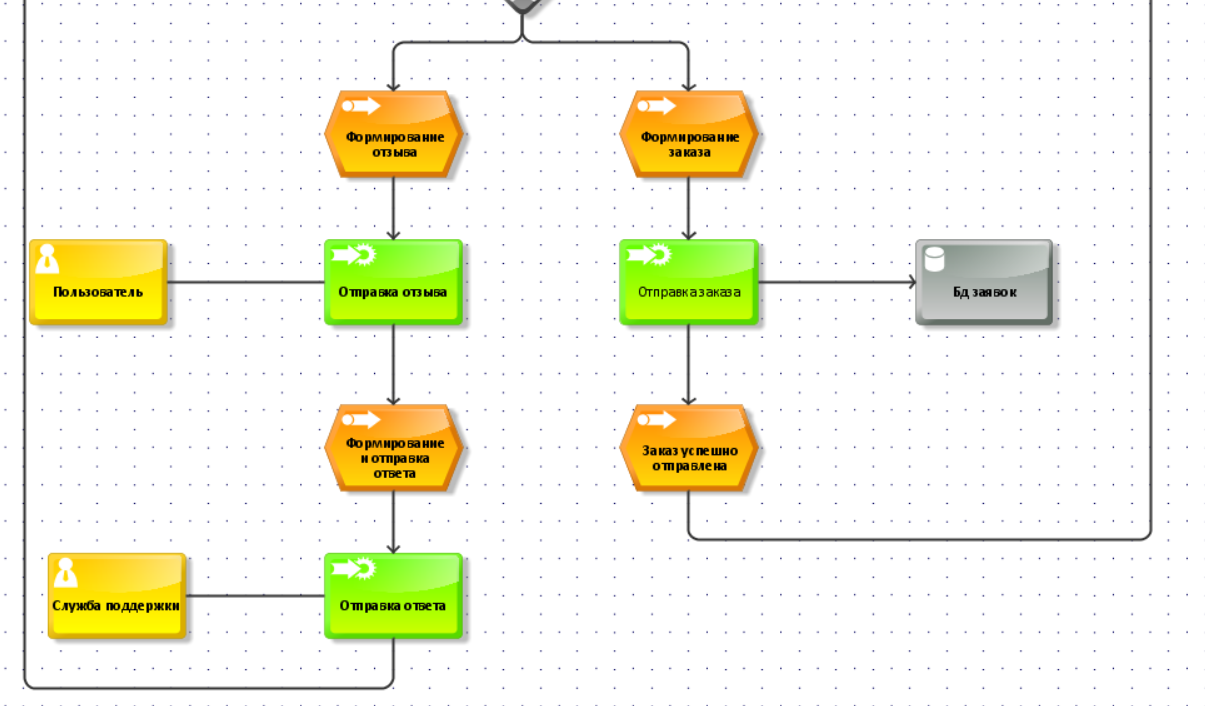 Формирование
отзыва
Формирование
заказа
Пользователь
Отправка отзыва
Отправка заказа
Бд заявок
Формирование
и отправка
ответа
Заказ успешно
отправлена
Служба поддержки
Отправка ответа